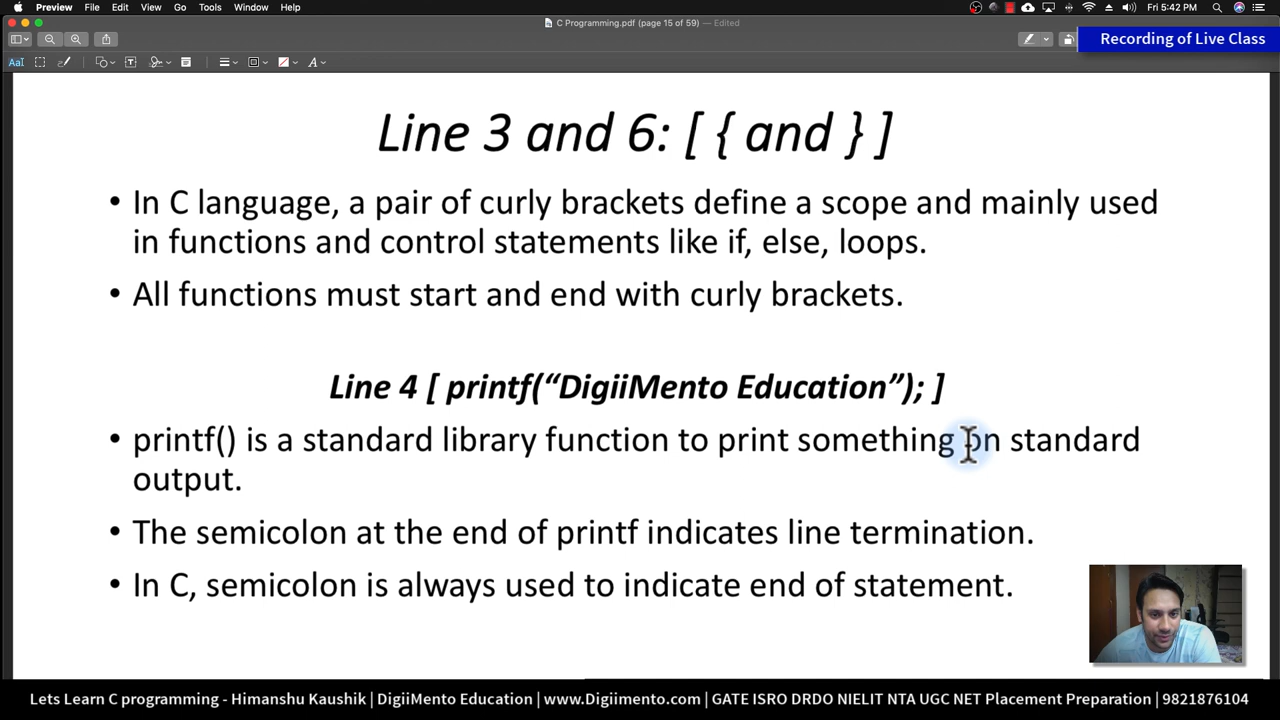 Preview File Edit View Go Tools Window Help Fri 5:42 PM
C Programming.pdf (page 15 of 59) — Edited
Recording of Live Class
AaI
Line 3 and 6: [ { and } ]
• In C language, a pair of curly brackets define a scope and mainly used
in functions and control statements like if, else, loops.
• All functions must start and end with curly brackets.
Line 4 [ printf(“DigiiMento Education”); ]
• printf() is a standard library function to print something on standard
output.
• The semicolon at the end of printf indicates line termination.
• In C, semicolon is always used to indicate end of statement.
Lets Learn C programming - Himanshu Kaushik | DigiiMento Education | www.Digiimento.com | GATE ISRO DRDO NIELIT NTA UGC NET Placement Preparation | 9821876104